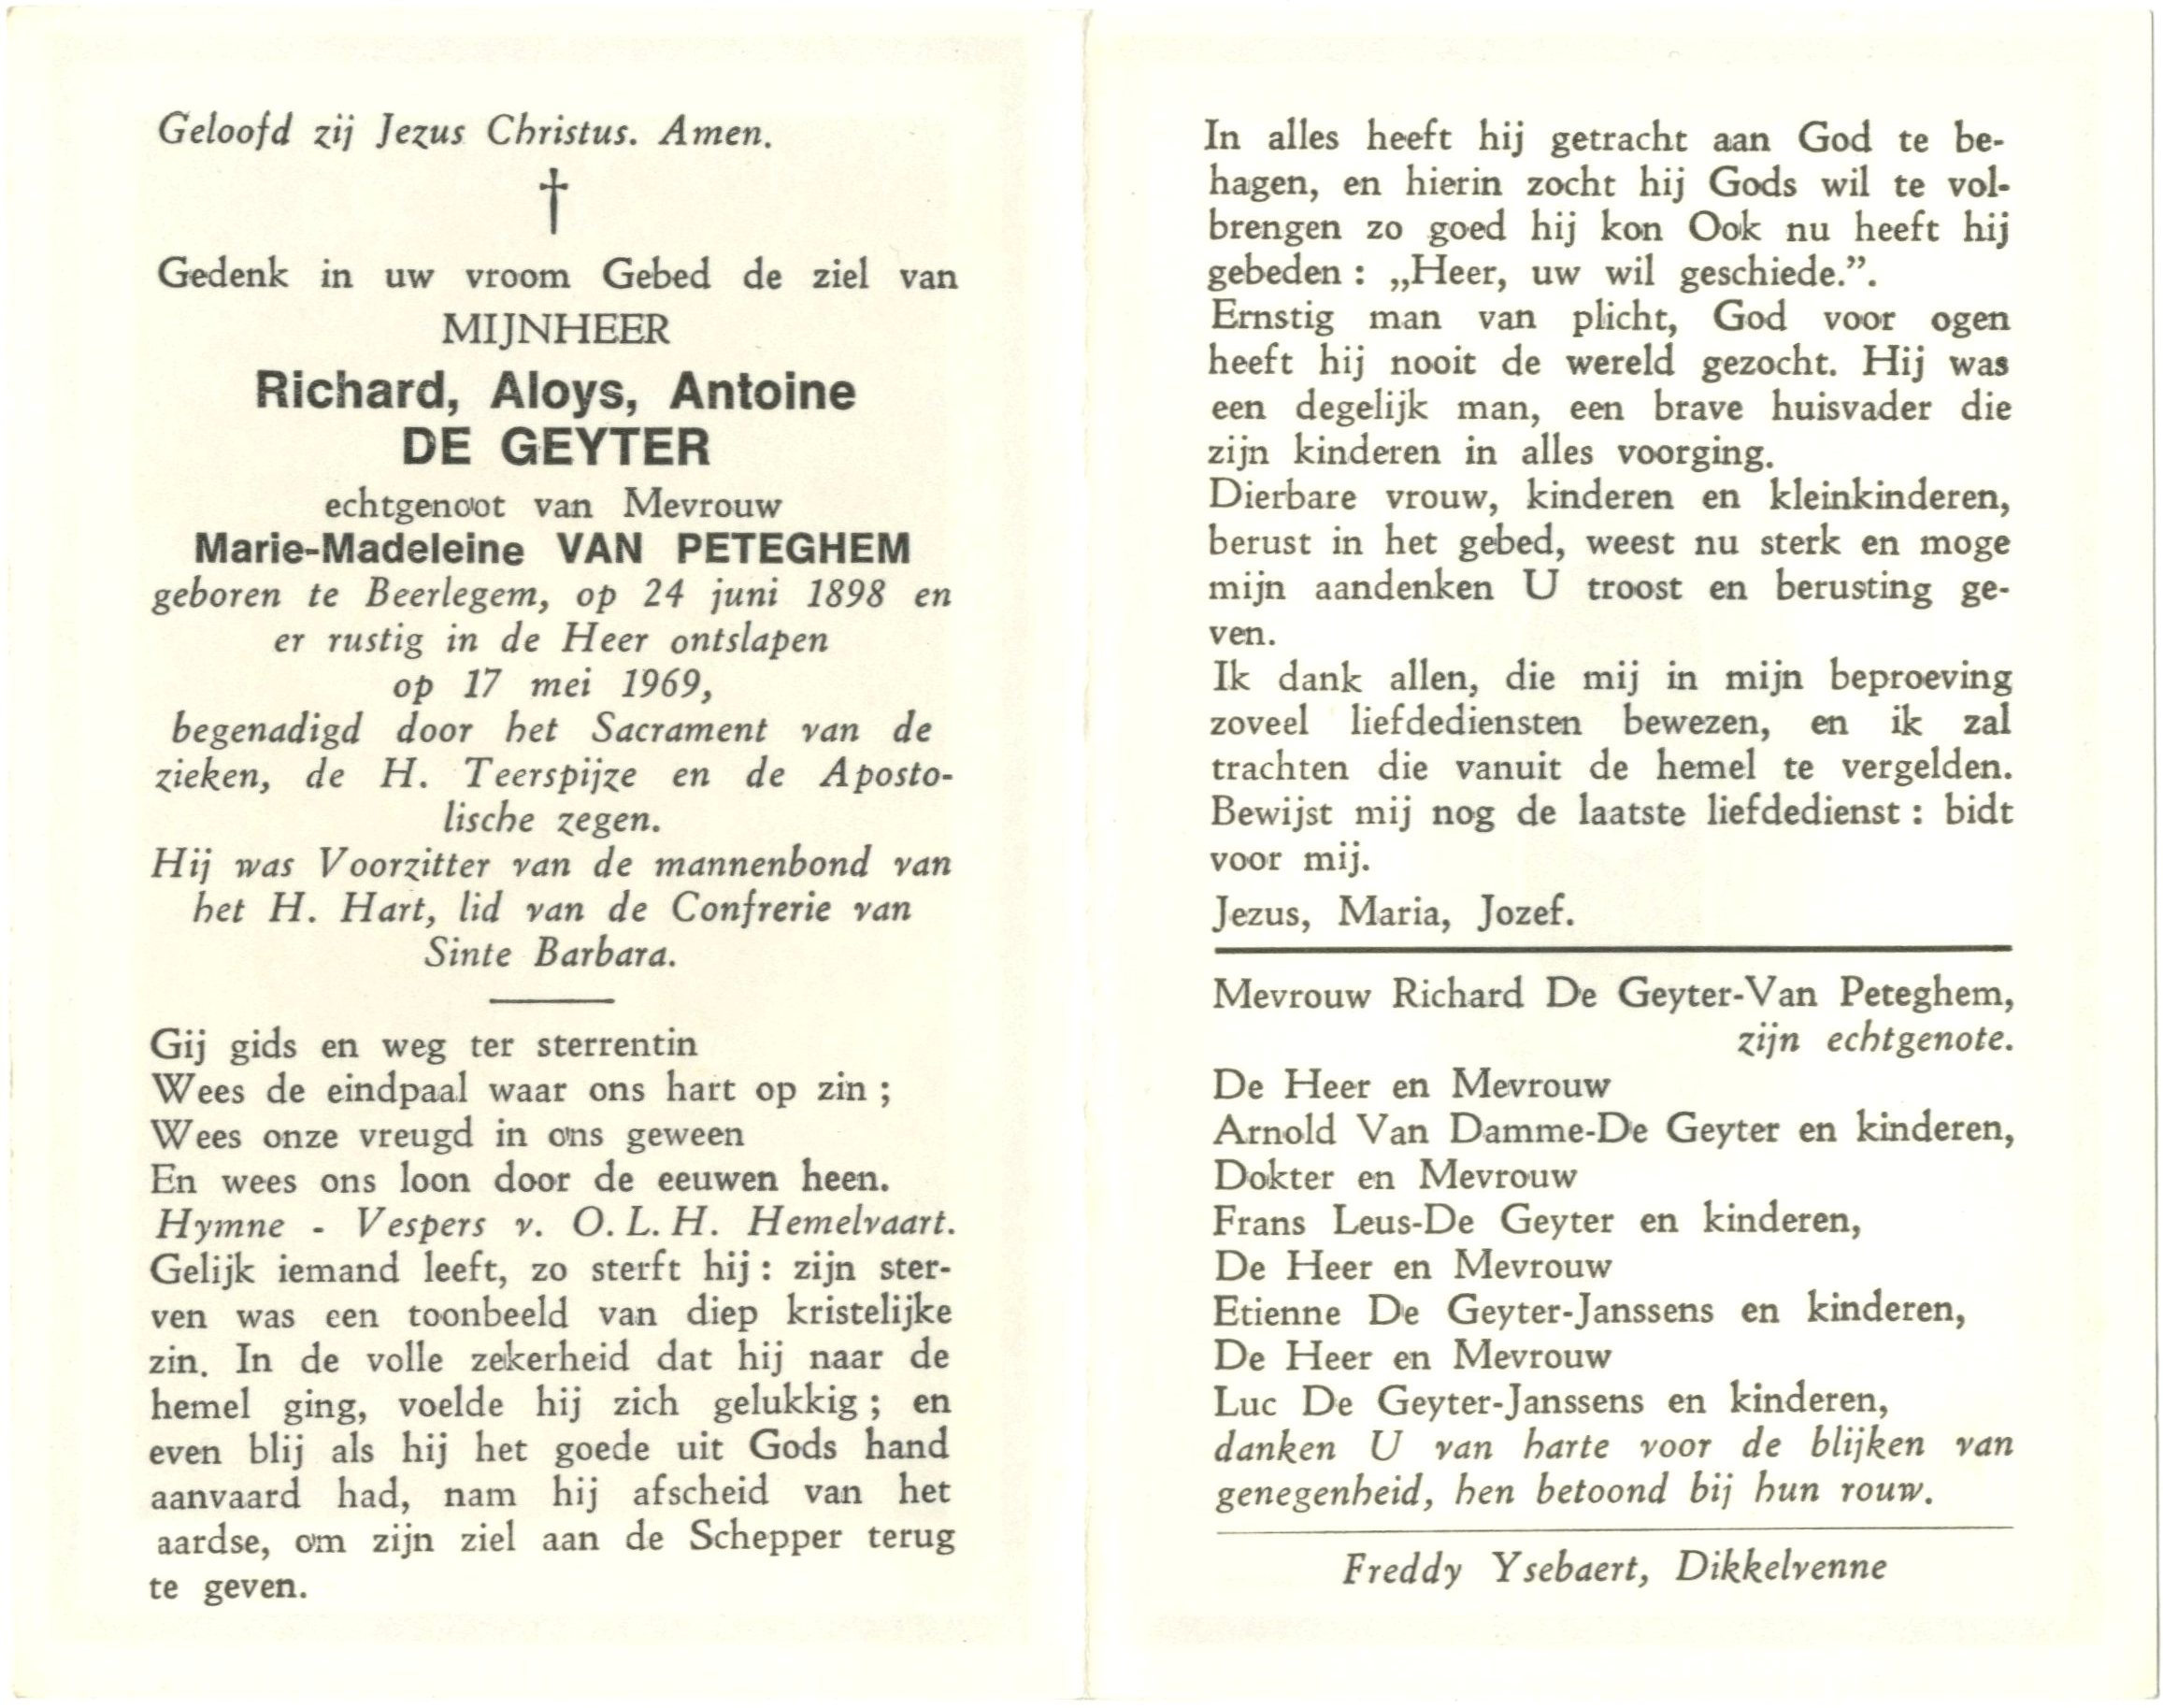 Geloofd zij Jezus Christus. Amen.
†
Gedenk in uw vroom Gebed de ziel van
MIJNHEER
Richard, Aloys, Antoine
DE GEYTER
echtgenoot van Mevrouw
Marie-Madeleine VAN PETEGHEM
geboren te Beerlegem, op 24 juni 1898 en
er rustig in de Heer ontslapen
op 17 mei 1969,
begenadigd door het Sacrament van de
zieken, de H. Teerspijze en de Aposto-
lische zegen.
Hij was Voorzitter van de mannenbond van
het H. Hart, lid van de Confrerie van
Sinte Barbara.
Gij gids en weg ter sterrentin
Wees de eindpaal waar ons hart op zin ;
Wees onze vreugd in ons geween
En wees ons loon door de eeuwen heen.
Hymne - Vespers v. O. L. H. Hemelvaart.
Gelijk iemand leeft, zo sterft hij : zijn ster-
ven was een toonbeeld van diep kristelijke
zin. In de volle zekerheid dat hij naar de
hemel ging, voelde hij zich gelukkig ; en
even blij als hij het goede uit Gods hand
aanvaard had, nam hij afscheid van het
aardse, om zijn ziel aan de Schepper terug
te geven.
In alles heeft hij getracht aan God te be-
hagen, en hierin zocht hij Gods wil te vol-
brengen zo goed hij kon Ook nu heeft hij
gebeden : „Heer, uw wil geschiede.”.
Ernstig man van plicht, God voor ogen
heeft hij nooit de wereld gezocht. Hij was
een degelijk man, een brave huisvader die
zijn kinderen in alles voorging.
Dierbare vrouw, kinderen en kleinkinderen,
berust in het gebed, weest nu sterk en moge
mijn aandenken U troost en berusting ge-
ven.
Ik dank allen, die mij in mijn beproeving
zoveel liefdediensten bewezen, en ik zal
trachten die vanuit de hemel te vergelden.
Bewijst mij nog de laatste liefdedienst : bidt
voor mij.
Jezus, Maria, Jozef.
Mevrouw Richard De Geyter-Van Peteghem,
zijn echtgenote.
De Heer en Mevrouw
Arnold Van Damme-De Geyter en kinderen,
Dokter en Mevrouw
Frans Leus-De Geyter en kinderen,
De Heer en Mevrouw
Etienne De Geyter-Janssens en kinderen,
De Heer en Mevrouw
Luc De Geyter-Janssens en kinderen,
danken U van harte voor de blijken van
genegenheid, hen betoond bij hun rouw.
Freddy Ysebaert, Dikkelvenne